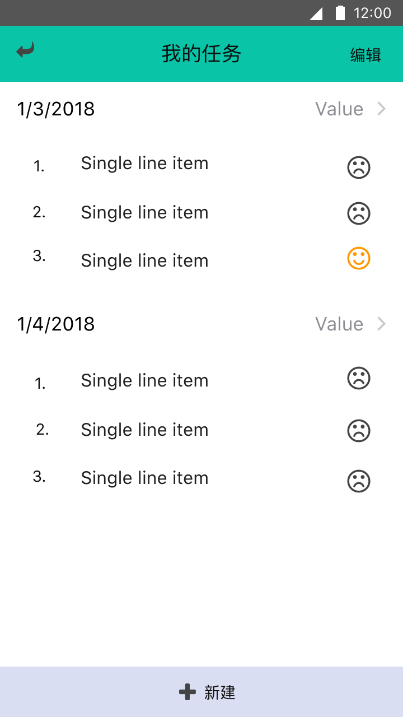 12:00
我的任务 编辑
1/3/2018 Value
1. Single line item
2. Single line item
3. Single line item
1/4/2018 Value
1. Single line item
2. Single line item
3. Single line item
新建